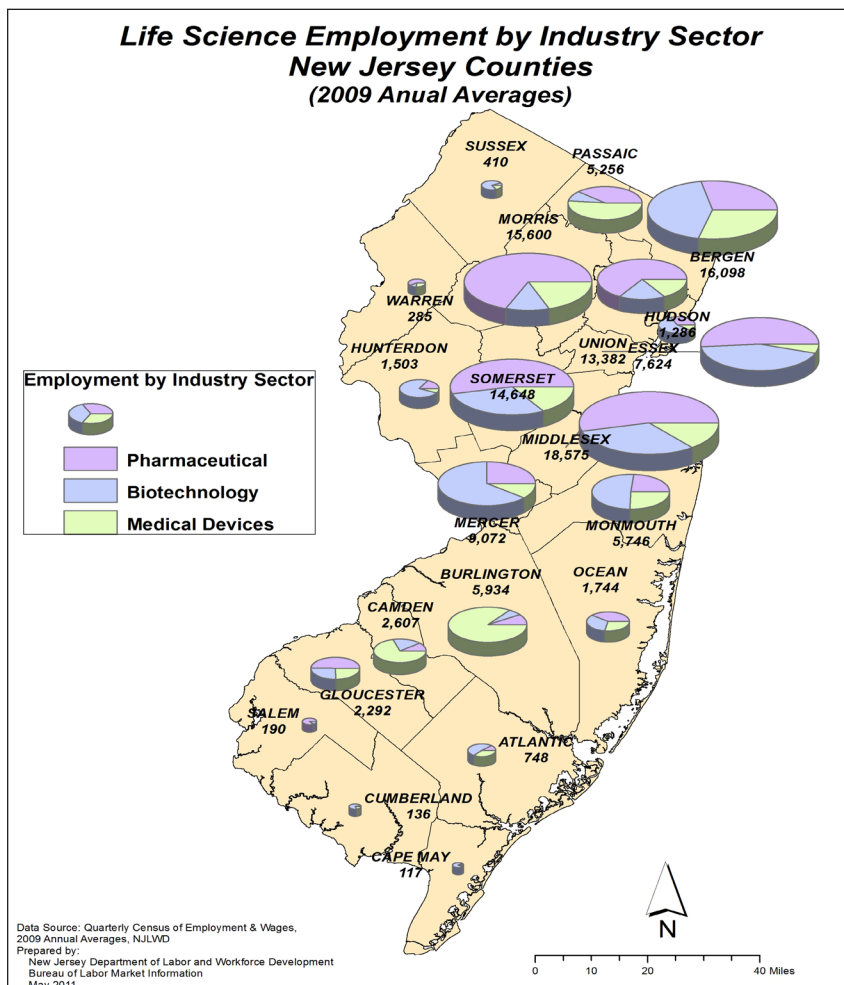 Life Science Employment by Industry Sector
New Jersey Counties
(2009 Anual Averages)
SUSSEX
410
PASSAIC
5,256
MORRIS
15,600
BERGEN
16,098
WARREN
285
HUDSON
1,286
HUNTERDON
1,503
UNION
13,382
ESSEX
7,624
SOMERSET
14,648
MIDDLESEX
18,575
Employment by Industry Sector
Pharmaceutical
Biotechnology
Medical Devices
MERCER
9,072
MONMOUTH
5,746
BURLINGTON
5,934
OCEAN
1,744
CAMDEN
2,607
GLOUCESTER
2,292
SALEM
190
ATLANTIC
748
CUMBERLAND
136
CAPE MAY
117
N
Data Source: Quarterly Census of Employment & Wages,
2009 Annual Averages, NJLWD
Prepared by:
New Jersey Department of Labor and Workforce Development
Bureau of Labor Market Information
May 2011
0 10 20 40 Miles